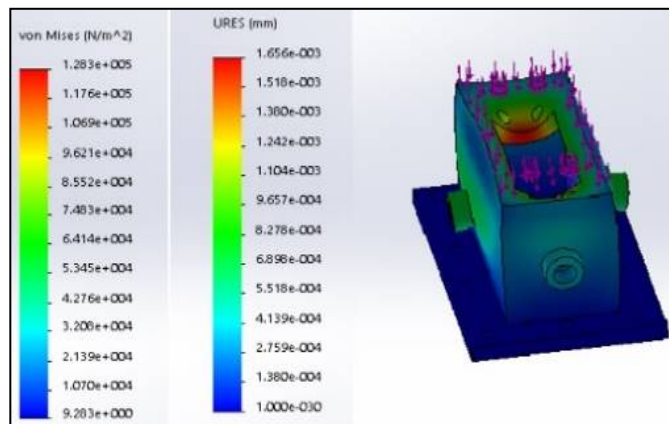 von Mises (N/m^2)
1.283e+005
1.176e+005
1.069e+005
9.621e+004
8.552e+004
7.483e+004
6.414e+004
5.345e+004
4.276e+004
3.208e+004
2.139e+004
1.070e+004
9.283e+000
URES (mm)
1.656e-003
1.518e-003
1.380e-003
1.242e-003
1.104e-003
9.657e-004
8.278e-004
6.898e-004
5.518e-004
4.139e-004
2.759e-004
1.380e-004
1.000e-030